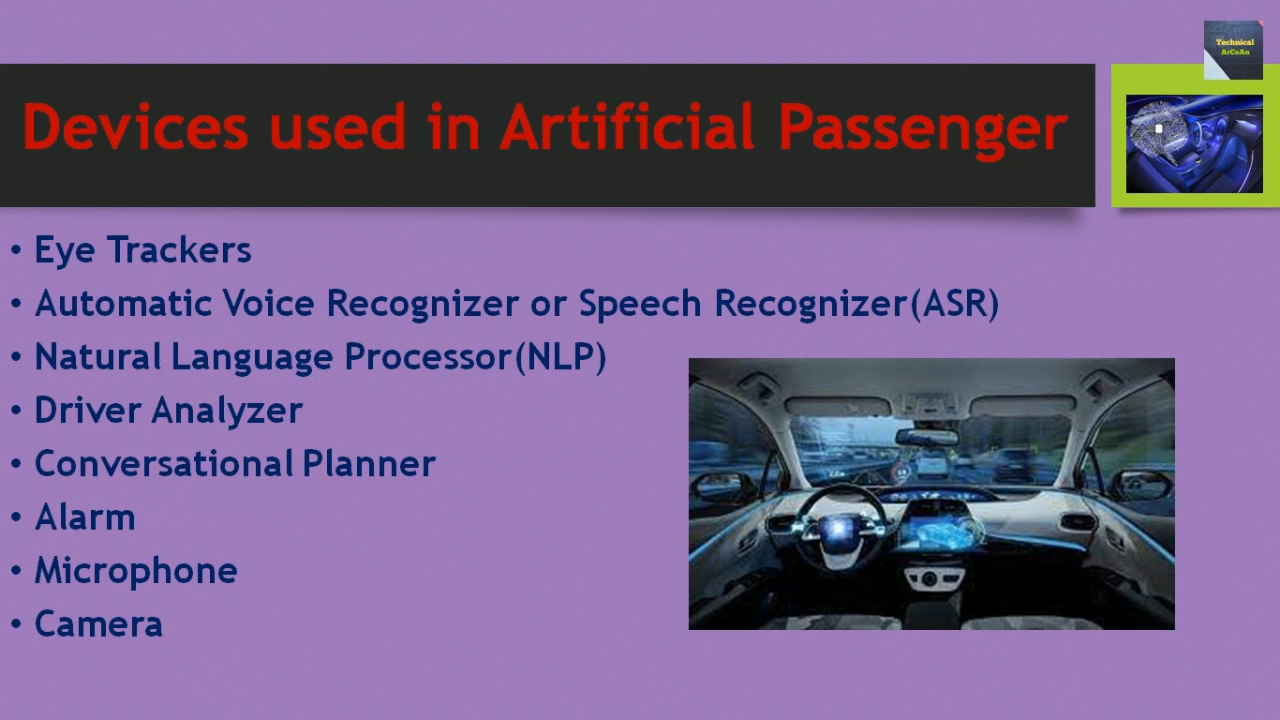 Technical
ArCoAn
Devices used in Artificial Passenger
• Eye Trackers
• Automatic Voice Recognizer or Speech Recognizer(ASR)
• Natural Language Processor(NLP)
• Driver Analyzer
• Conversational Planner
• Alarm
• Microphone
• Camera